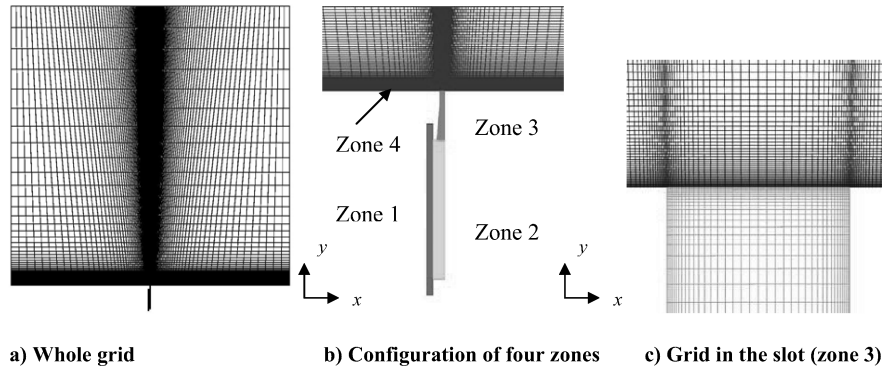 Zone 3
Zone 4
Zone 1
Zone 2
y
x
y
x
a) Whole grid
b) Configuration of four zones
c) Grid in the slot (zone 3)